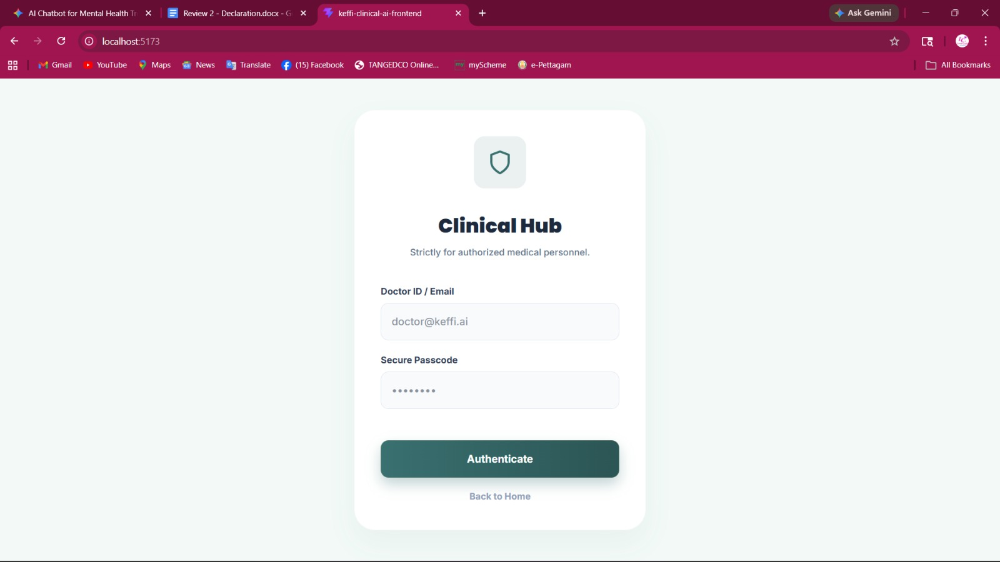 AI Chatbot for Mental Health Tr
Review 2 - Declaration.docx - G
keffi-clinical-ai-frontend
Ask Gemini
localhost:5173
Gmail
YouTube
Maps
News
Translate
(15) Facebook
TANGEDCO Online...
my
myScheme
e-Pettagam
All Bookmarks
Clinical Hub
Strictly for authorized medical personnel.
Doctor ID / Email
doctor@keffi.ai
Secure Passcode
••••••••
Authenticate
Back to Home